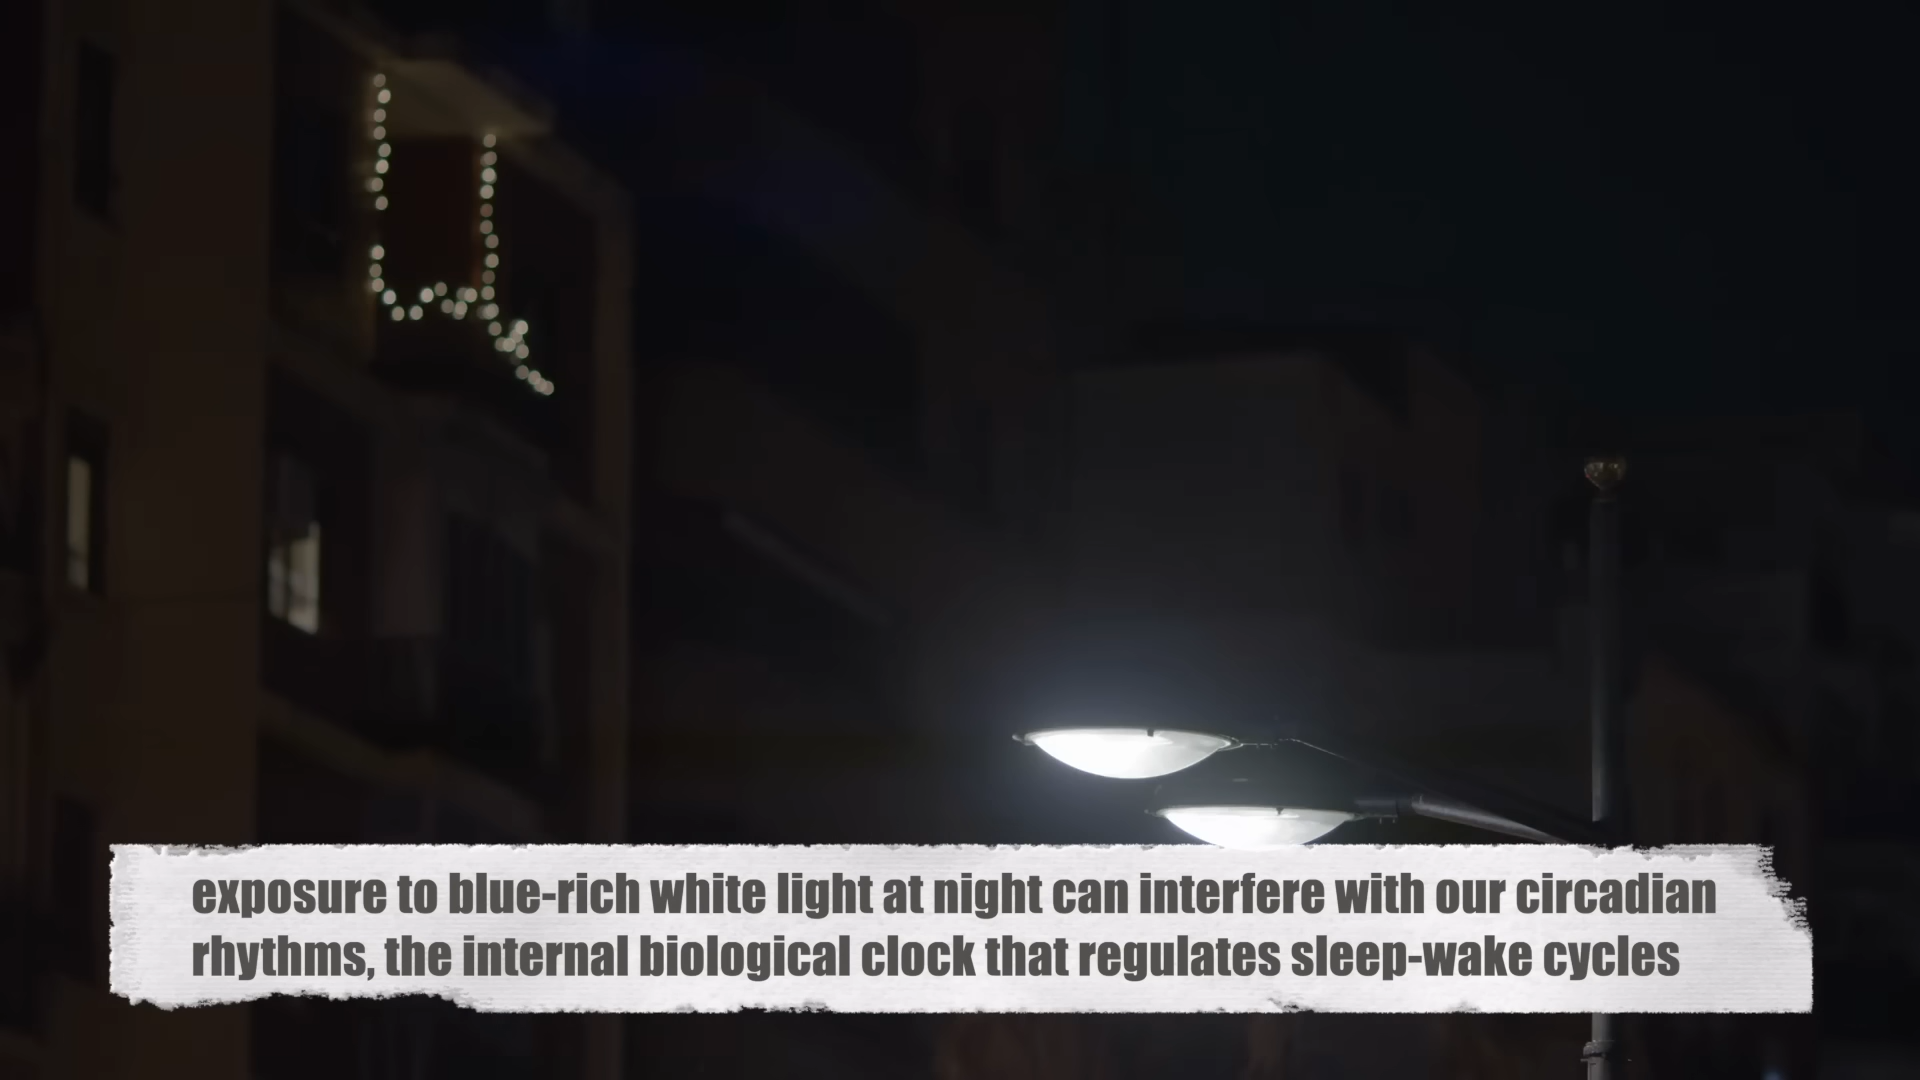 exposure to blue-rich white light at night can interfere with our circadian
rhythms, the internal biological clock that regulates sleep-wake cycles